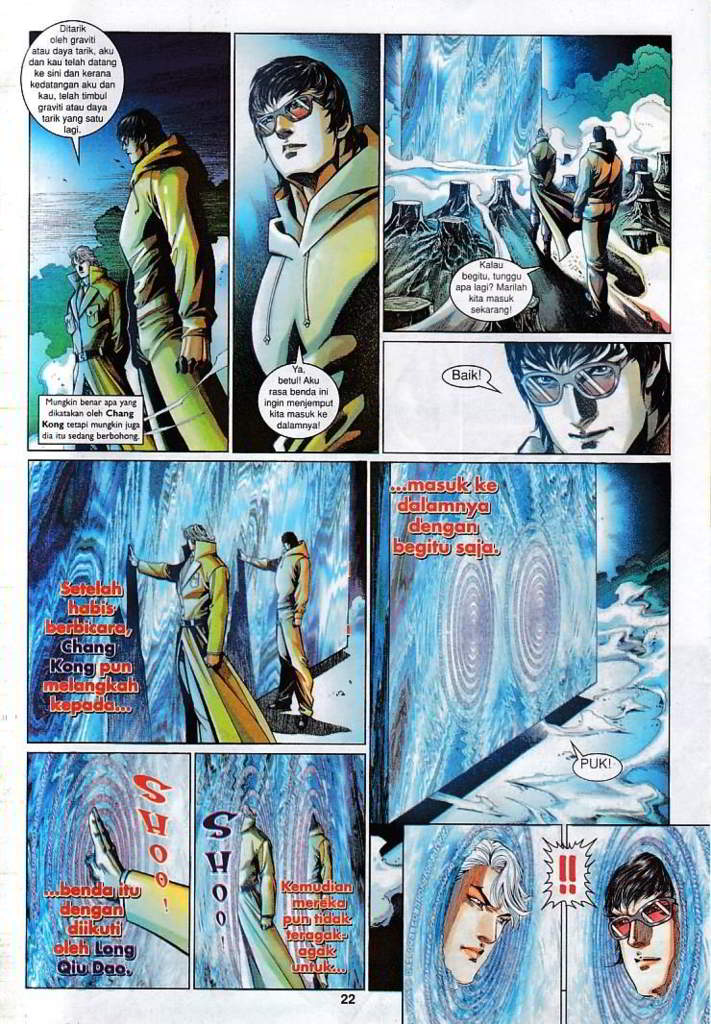 Ditarik
oleh graviti
atau daya tarik, aku
dan kau telah datang
ke sini dan kerana
kedatangan aku dan
kau, telah timbul
graviti atau daya
tarik yang satu
lagi.
Mungkin benar apa yang
dikatakan oleh Chang
Kong tetapi mungkin juga
dia itu sedang berbohong.
Ya,
betul! Aku
rasa benda ini
ingin menjemput
kita masuk ke
dalamnya!
Kalau
begitu, tunggu
apa lagi? Marilah
kita masuk
sekarang!
Baik!
Setelah
habis
berbicara,
Chang
Kong pun
melangkah
kepada...
...benda itu
dengan
diikuti
oleh Long
Qiu Dao.
SHOO!
SHOO!
Kemudian
mereka
pun tidak
teragak-
agak
untuk...
...masuk ke
dalamnya
dengan
begitu saja.
PUK!
!!
22